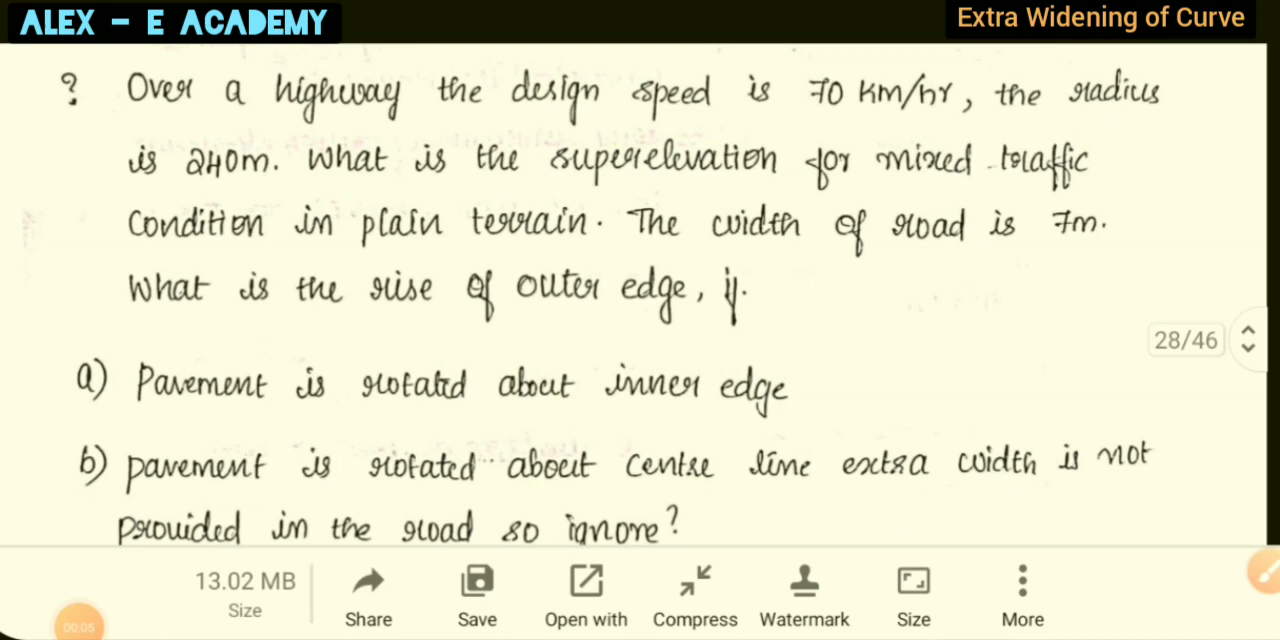 ALEX - E ACADEMY
Extra Widening of Curve
? Over a highway the design speed is 70 km/hr, the radius
is 240m. What is the superelevation for mixed traffic
Condition in plain terrain. The width of road is 7m.
What is the rise of outer edge, if.
a) Pavement is rotated about inner edge
b) pavement is rotated about centre line extra width is not
provided in the road so ignore?
28/46
13.02 MB
Size
Share
Save
Open with
Compress
Watermark
Size
More
00:05